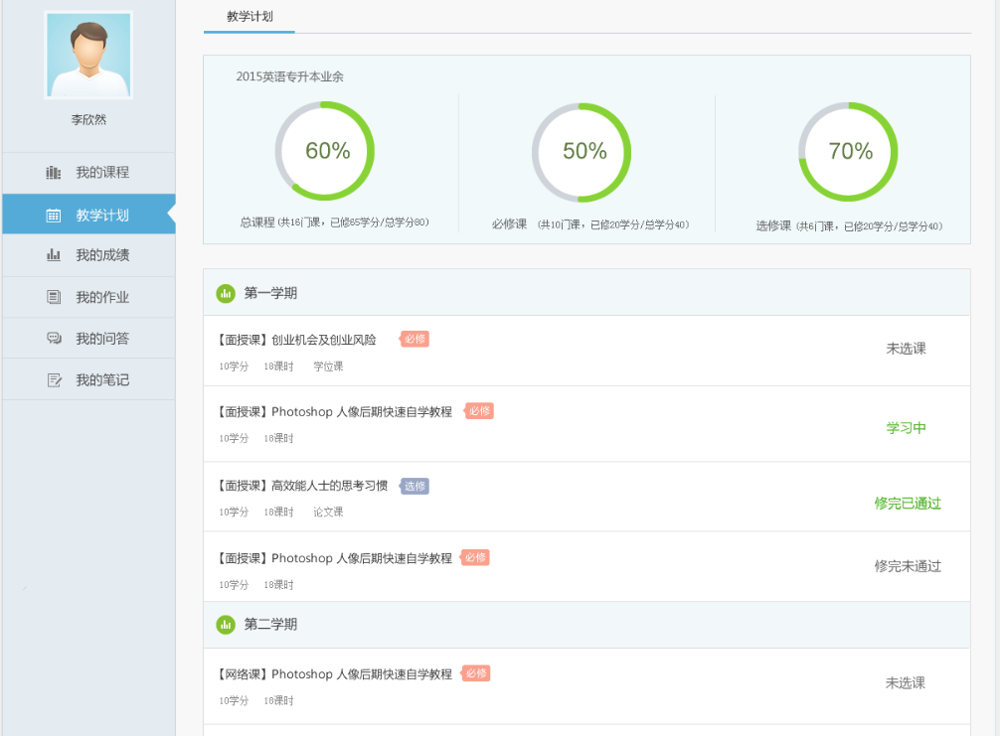 李欣然
我的课程
教学计划
我的成绩
我的作业
我的问答
我的笔记
教学计划
2015英语专升本业余
60%
50%
70%
总课程 (共16门课，已修65学分/总学分80)
必修课 (共10门课，已修20学分/总学分40)
选修课 (共6门课，已修20学分/总学分40)
第一学期
【面授课】创业机会及创业风险 必修
10学分 18课时 学位课
未选课
【面授课】Photoshop 人像后期快速自学教程 必修
10学分 18课时
学习中
【面授课】高效能人士的思考习惯 选修
10学分 18课时 论文课
修完已通过
【面授课】Photoshop 人像后期快速自学教程 必修
10学分 18课时
修完未通过
第二学期
【网络课】Photoshop 人像后期快速自学教程 必修
10学分 18课时
未选课